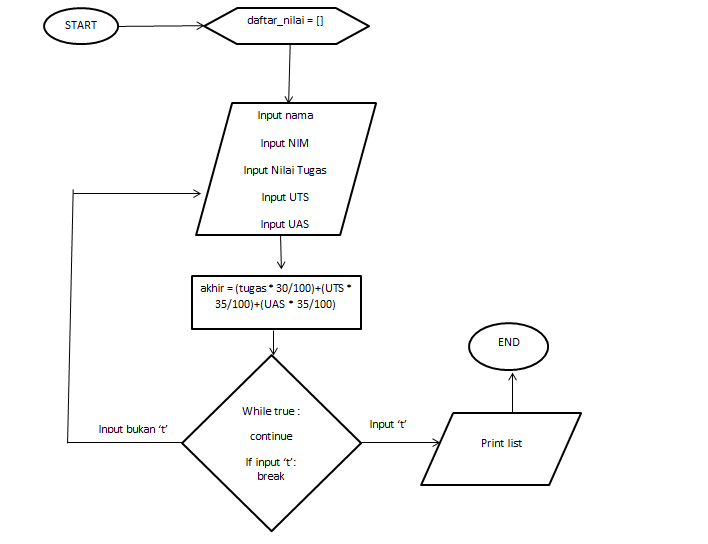 START
daftar_nilai = []
Input nama
Input NIM
Input Nilai Tugas
Input UTS
Input UAS
akhir = (tugas * 30/100)+(UTS *
35/100)+(UAS * 35/100)
While true :
continue
If input ‘t’:
break
Input bukan ‘t’
Input ‘t’
Print list
END